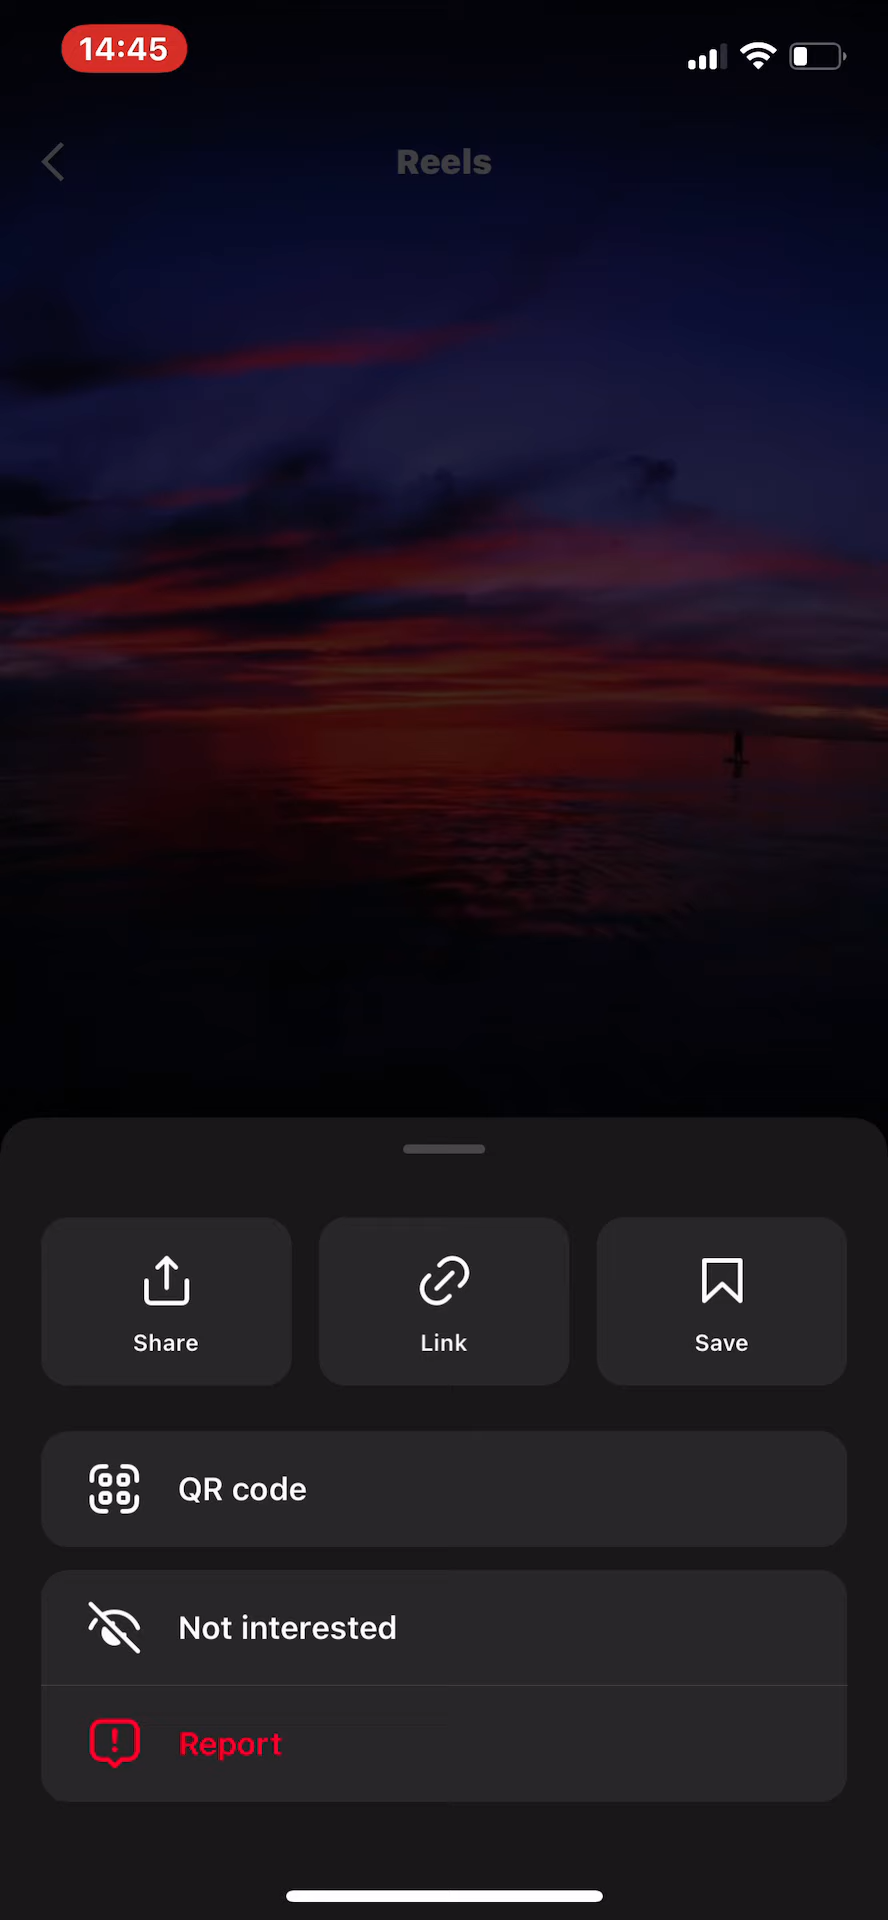 14:45
Reels
Share
Link
Save
QR code
Not interested
Report